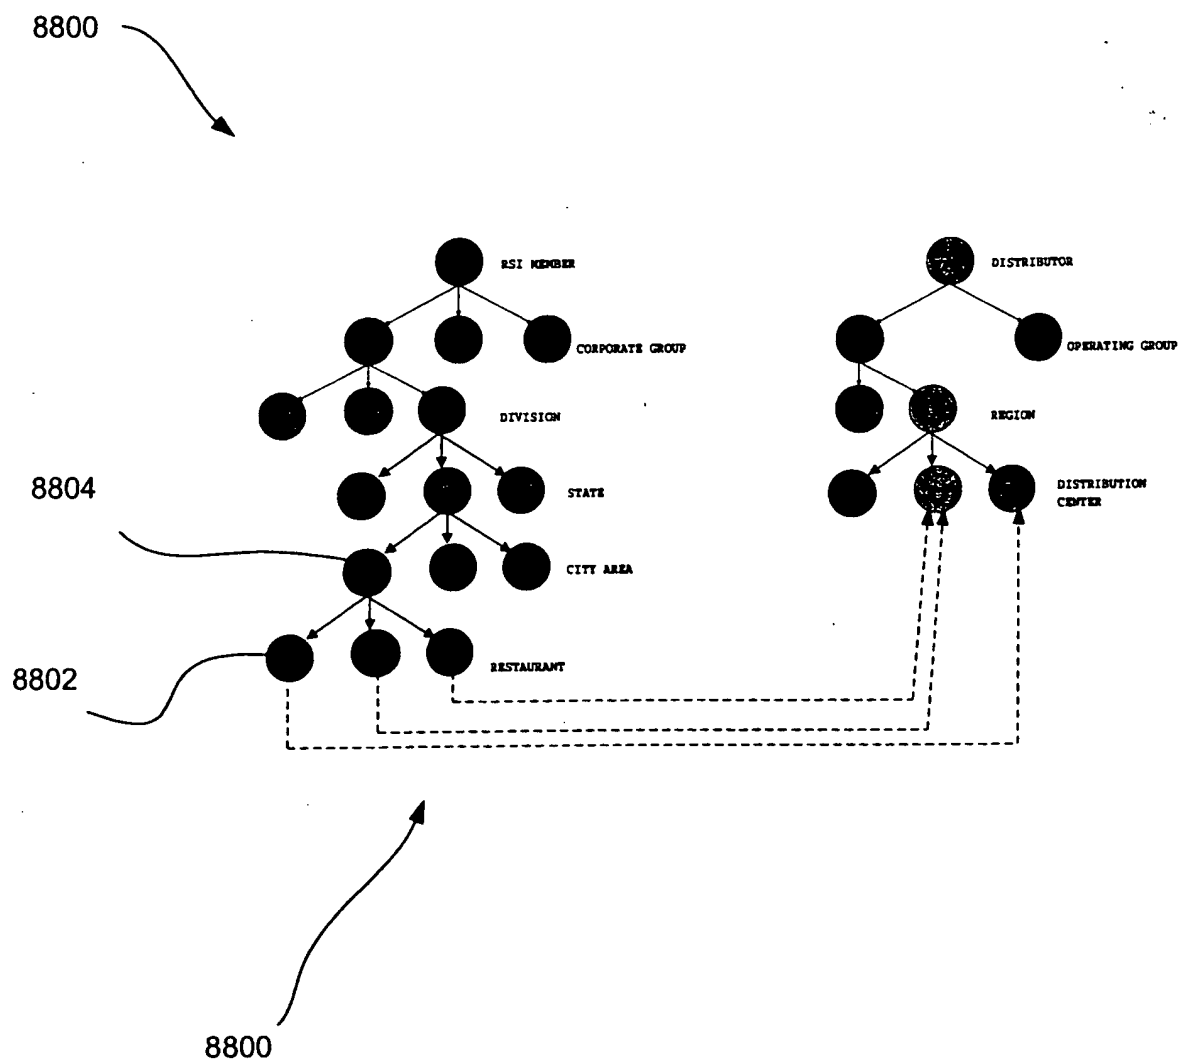 8800
RSI MEMBER
DISTRIBUTOR
CORPORATE GROUP
OPERATING GROUP
DIVISION
REGION
8804
STATE
DISTRIBUTION
CENTER
CITY AREA
8802
RESTAURANT
8800